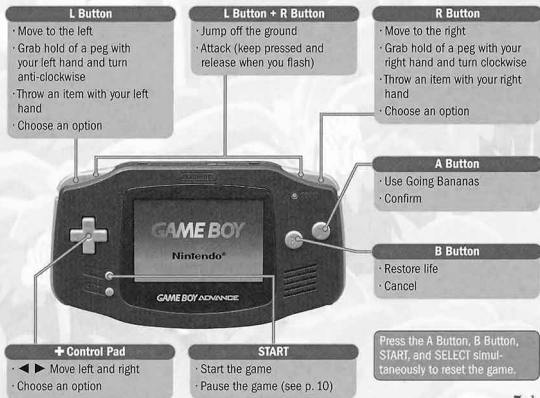 L Button
· Move to the left
· Grab hold of a peg with
your left hand and turn
anti-clockwise
· Throw an item with your left
hand
· Choose an option
L Button + R Button
· Jump off the ground
· Attack (keep pressed and
release when you flash)
R Button
· Move to the right
· Grab hold of a peg with your
right hand and turn clockwise
· Throw an item with your right
hand
· Choose an option
A Button
· Use Going Bananas
· Confirm
B Button
· Restore life
· Cancel
GAME BOY
Nintendo®
GAME BOY ADVANCE
✚ Control Pad
· ◀ ▶ Move left and right
· Choose an option
START
· Start the game
· Pause the game (see p. 10)
Press the A Button, B Button,
START, and SELECT simul-
taneously to reset the game.